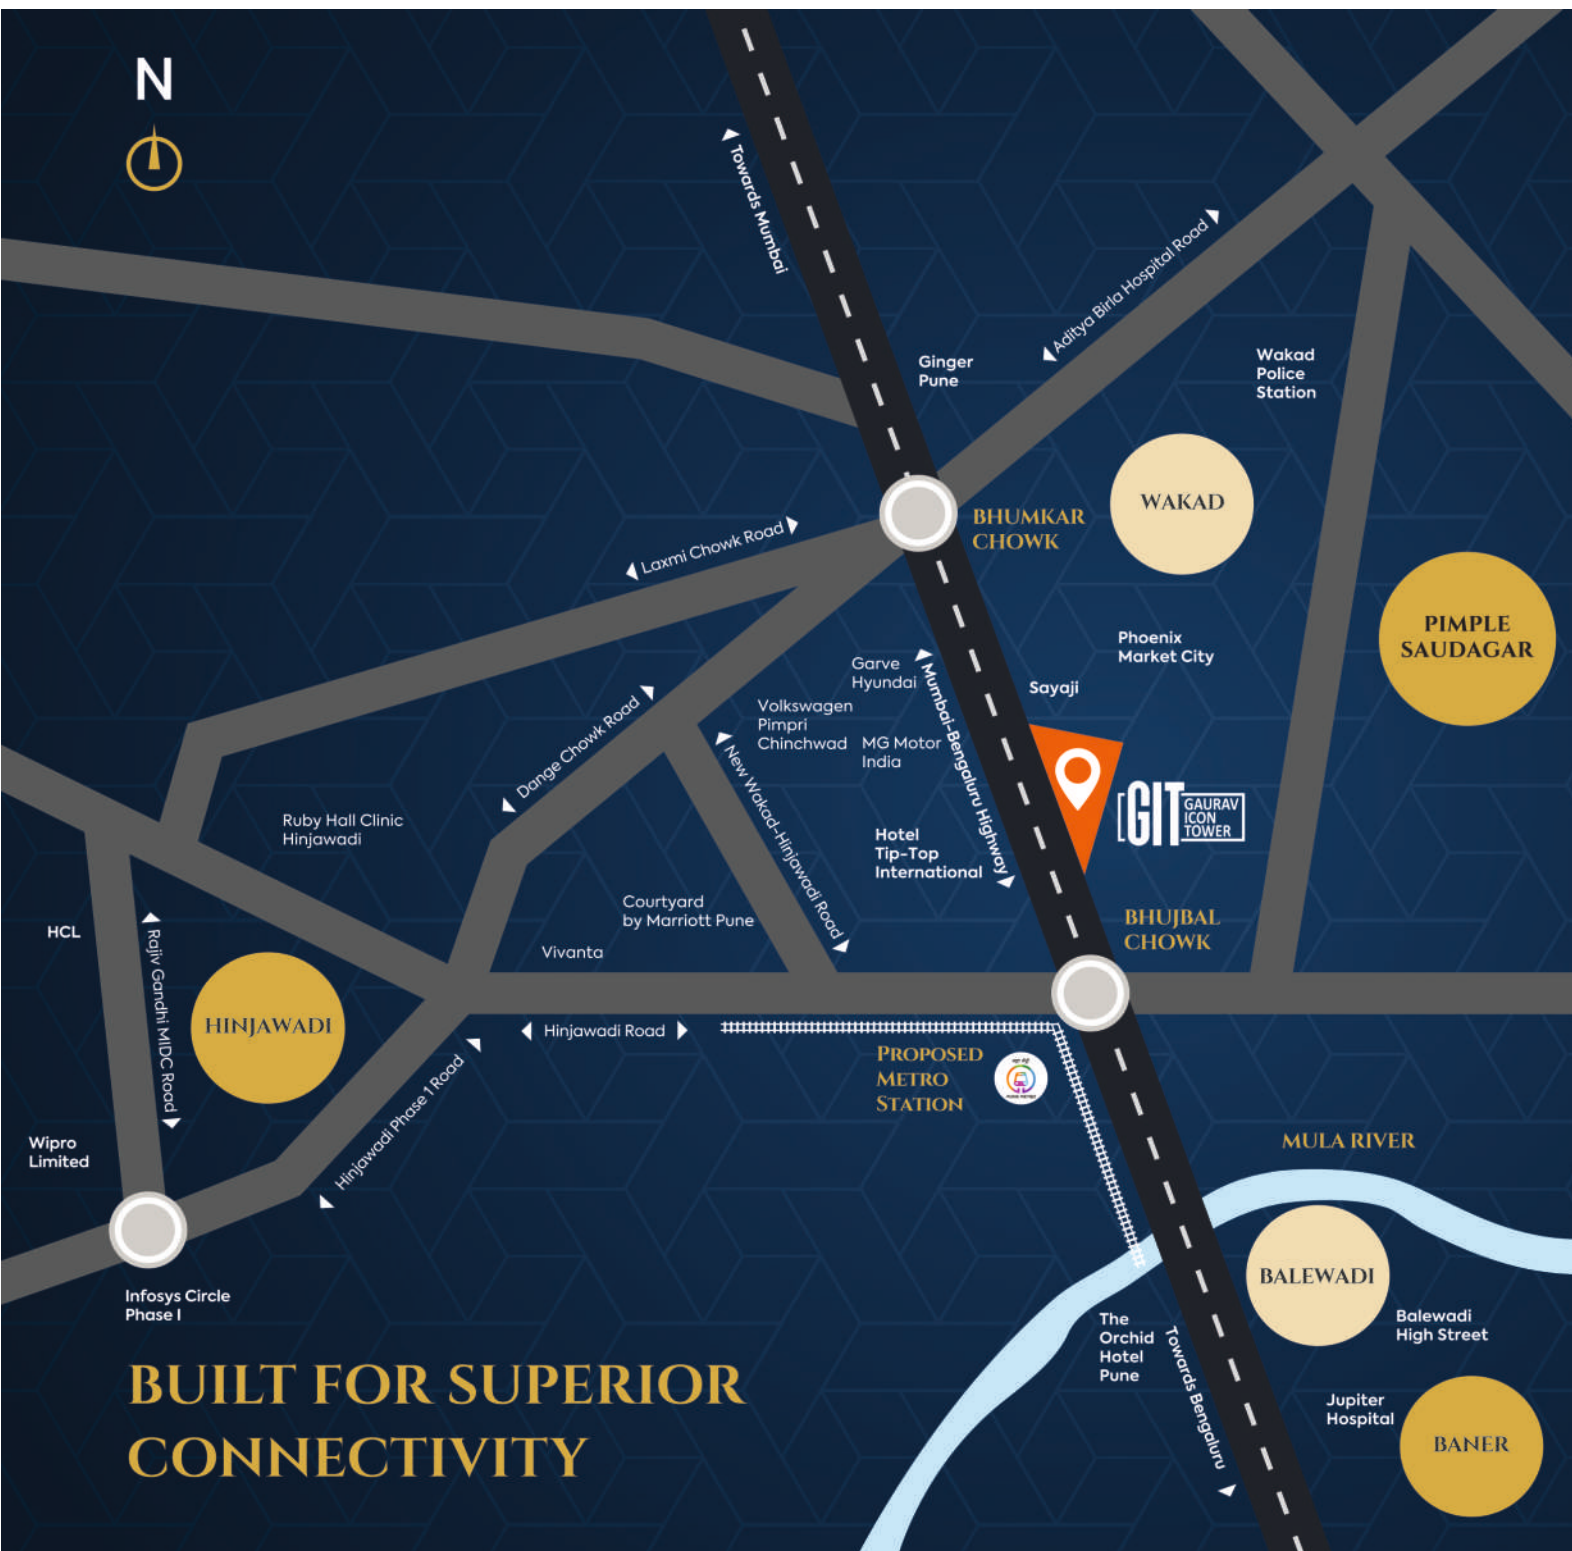 N
Towards Mumbai
Aditya Birla Hospital Road
Ginger
Pune
Wakad
Police
Station
WAKAD
BHUMKAR
CHOWK
Laxmi Chowk Road
PIMPLE
SAUDAGAR
Phoenix
Market City
Garve
Hyundai
Sayaji
Mumbai-Bengaluru Highway
Volkswagen
Pimpri
Chinchwad
MG Motor
India
Dange Chowk Road
New Wakad-Hinjawadi Road
GIT
GAURAV
ICON
TOWER
Ruby Hall Clinic
Hinjawadi
Hotel
Tip-Top
International
Courtyard
by Marriott Pune
BHUJBAL
CHOWK
HCL
Rajiv Gandhi MIDC Road
Vivanta
HINJAWADI
Hinjawadi Road
PROPOSED
METRO
STATION
Hinjawadi Phase 1 Road
Wipro
Limited
MULA RIVER
BALEWADI
Infosys Circle
Phase I
The
Orchid
Hotel
Pune
Towards Bengaluru
Balewadi
High Street
Jupiter
Hospital
BANER
BUILT FOR SUPERIOR
CONNECTIVITY